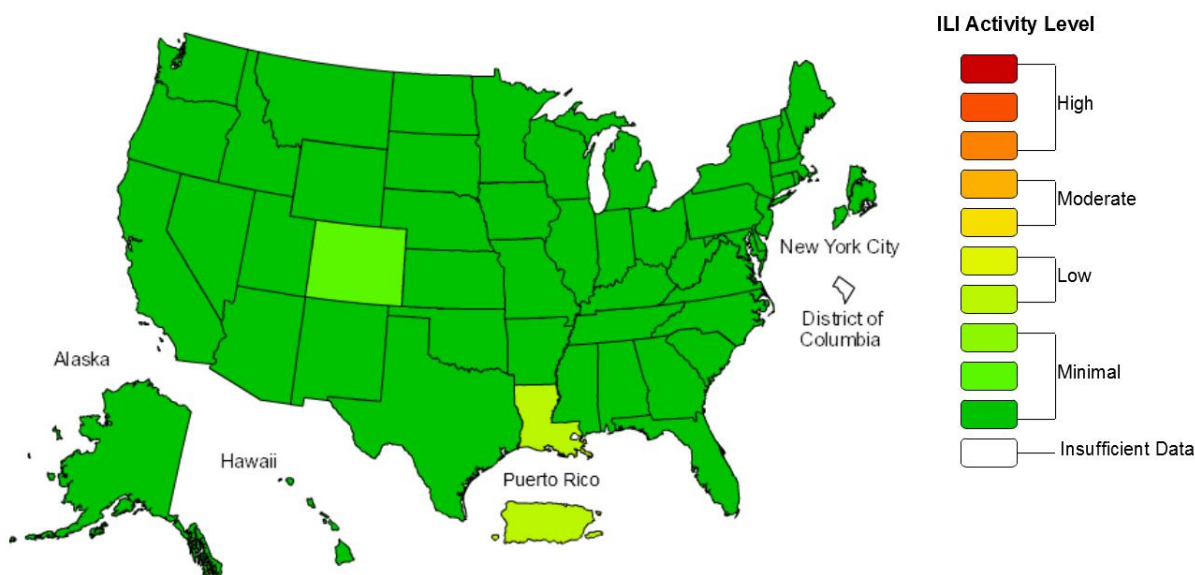 ILI Activity Level
High
Moderate
New York City
Low
District of
Columbia
Alaska
Minimal
Hawaii
Insufficient Data
Puerto Rico